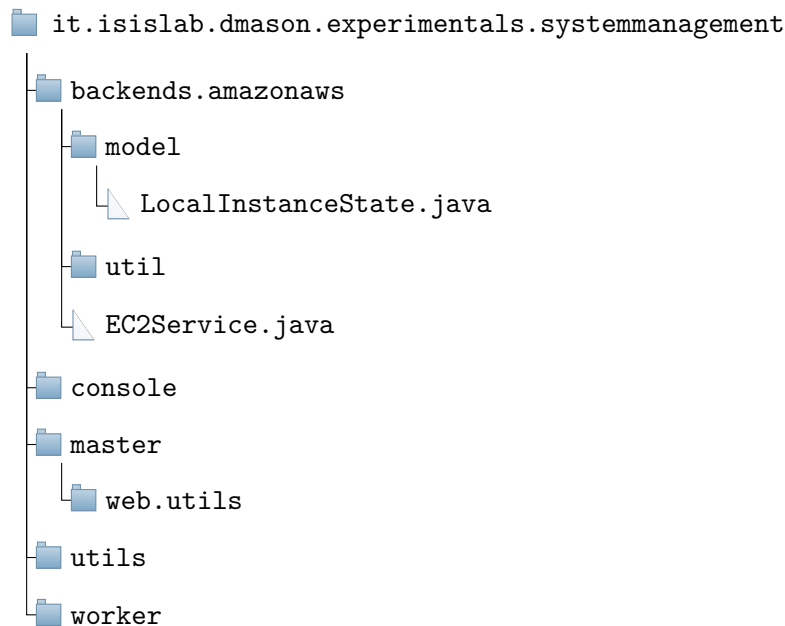 it.isislab.dmason.experimentals.systemmanagement
backends.amazonaws
model
LocalInstanceState.java
util
EC2Service.java
console
master
web.utils
utils
worker